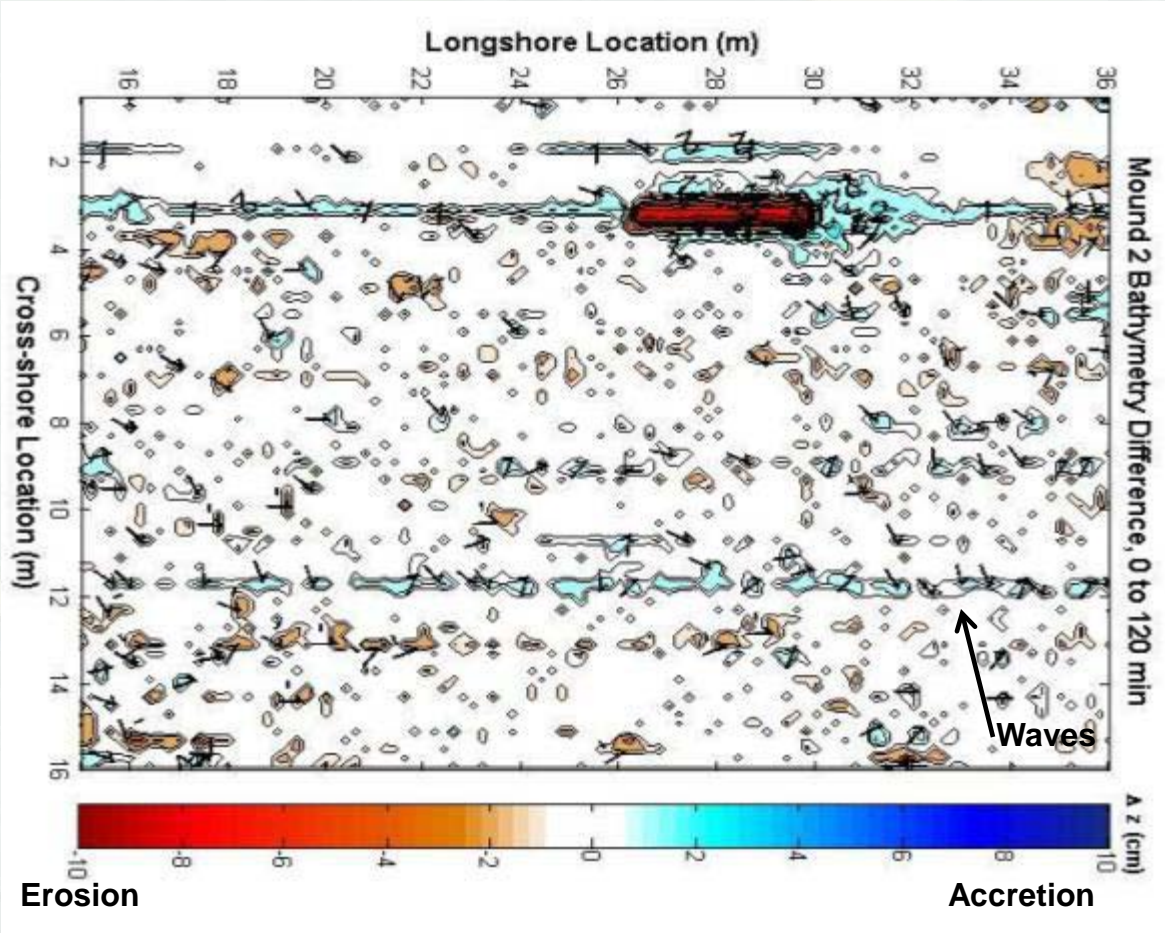 Longshore Location (m)
16 18 20 22 24 26 28 30 32 34 36
Mound 2 Bathymetry Difference, 0 to 120 min
Cross-shore Location (m)
2
4
6
8
10
12
14
16
Waves
Δ z (cm)
-10 -8 -6 -4 -2 0 2 4 6 8 10
Erosion
Accretion